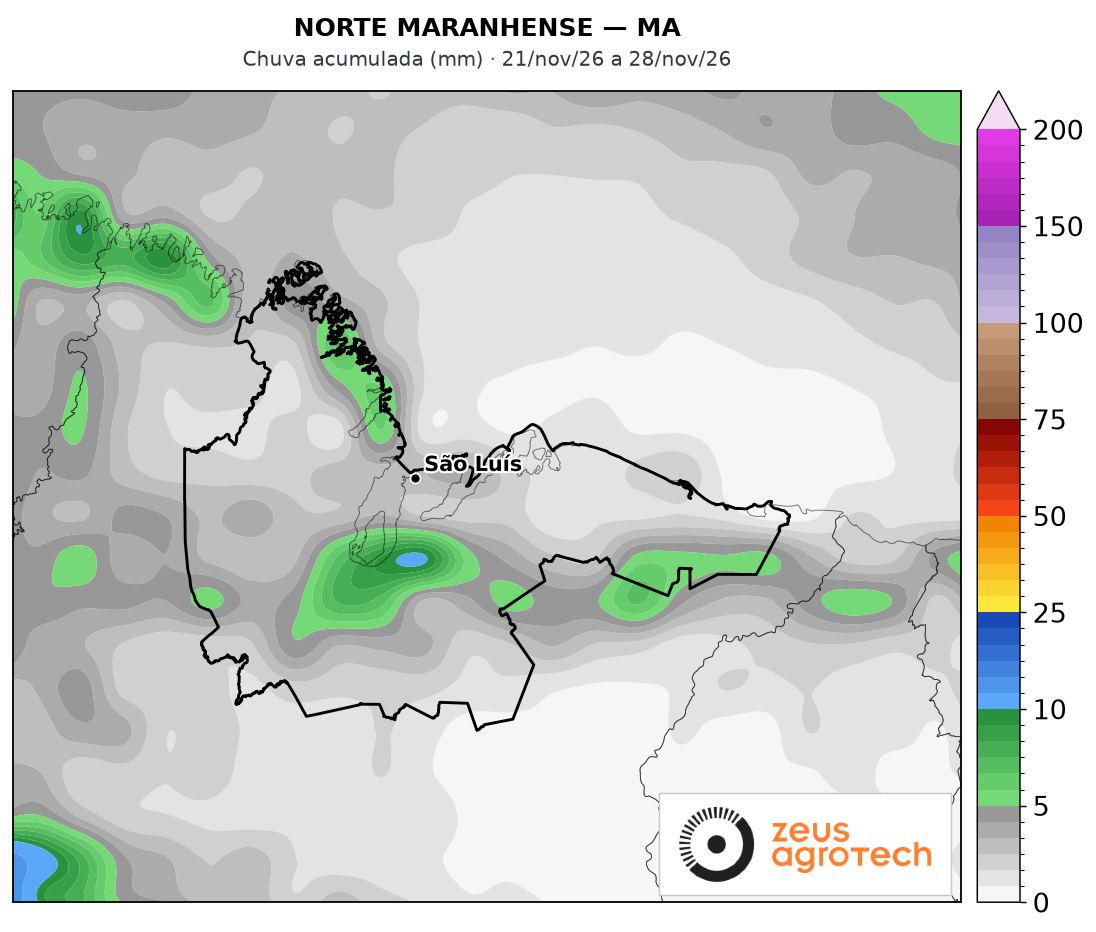 NORTE MARANHENSE — MA
Chuva acumulada (mm) · 21/nov/26 a 28/nov/26
200
150
100
75
50
25
10
5
0
São Luís
zeus
agrotech